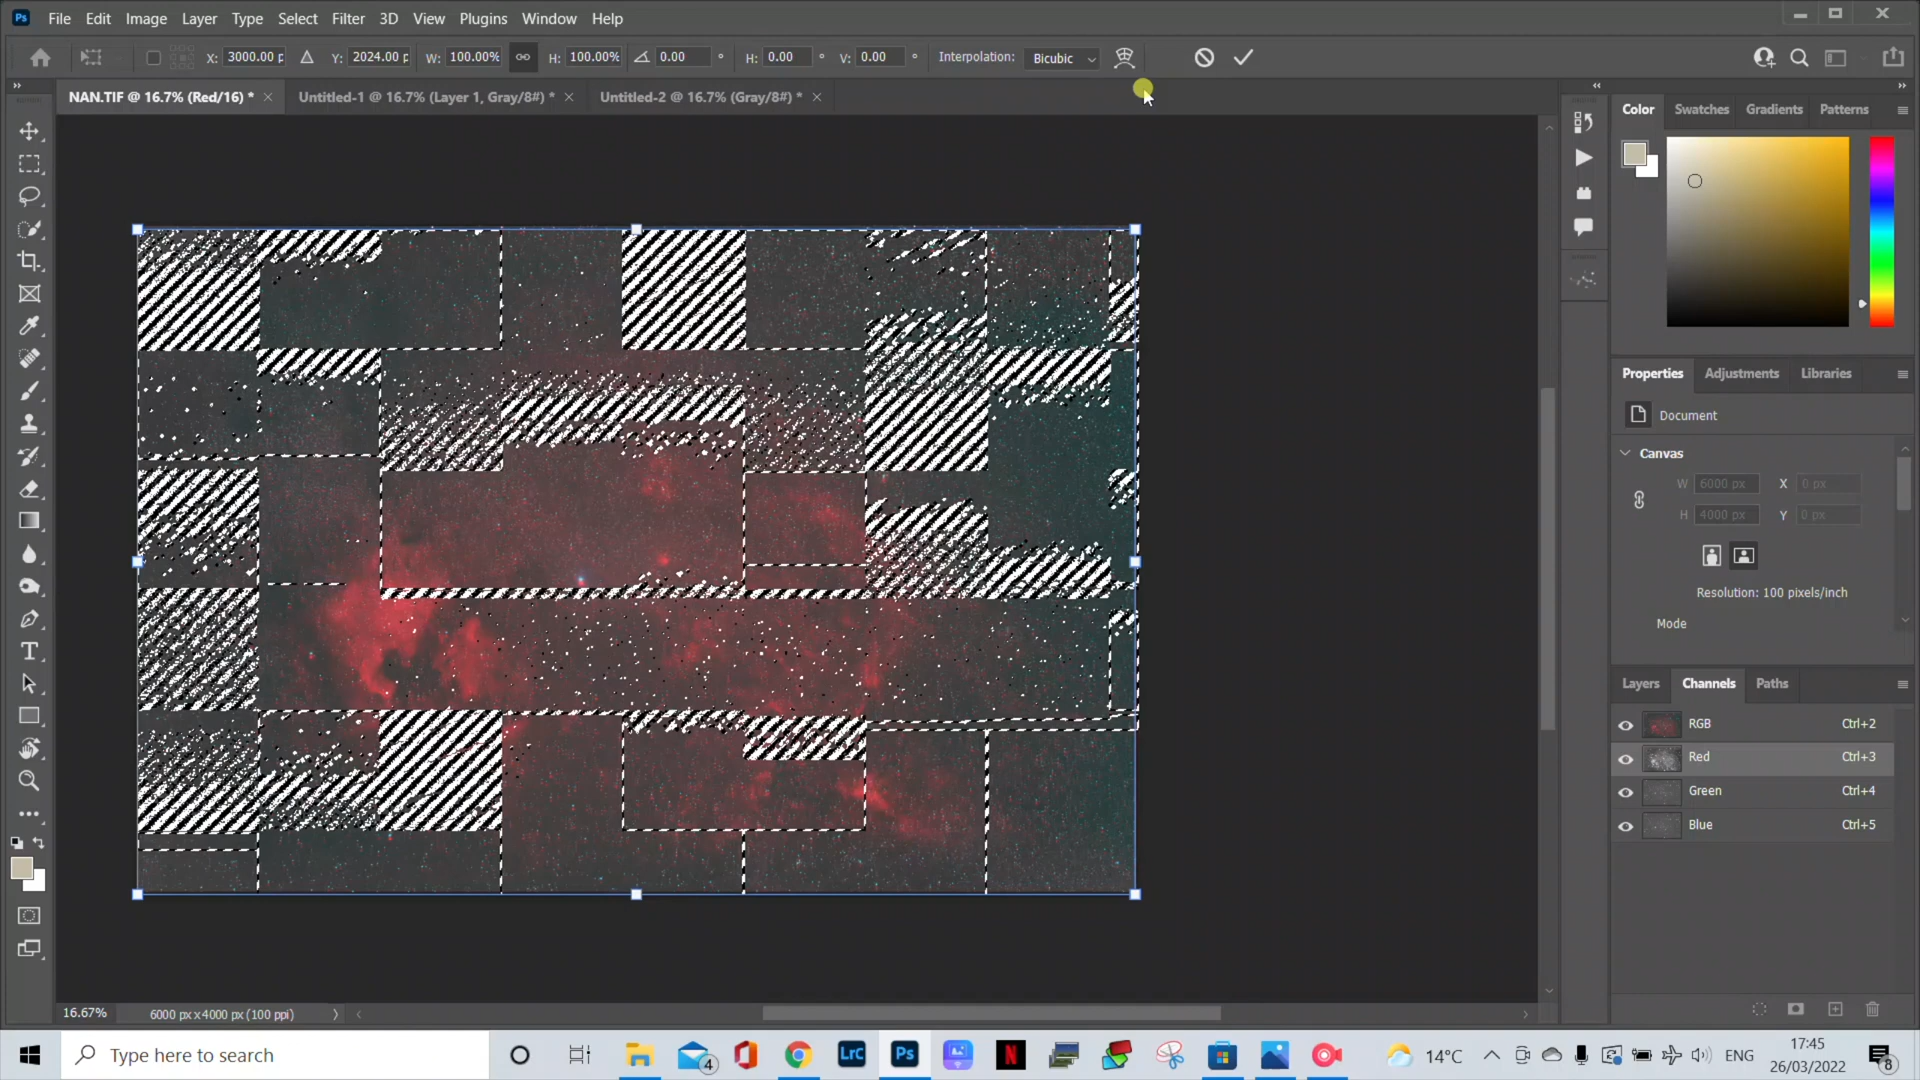 Ps File Edit Image Layer Type Select Filter 3D View Plugins Window Help
X: 3000.00 p Y: 2024.00 p W: 100.00% H: 100.00% 0.00 ° H: 0.00 ° V: 0.00 ° Interpolation: Bicubic
NAN.TIF @ 16.7% (Red/16) * Untitled-1 @ 16.7% (Layer 1, Gray/8#) * Untitled-2 @ 16.7% (Gray/8#) *
Color Swatches Gradients Patterns
Properties Adjustments Libraries
Document
Canvas
W 6000 px X 0 px
H 4000 px Y 0 px
Resolution: 100 pixels/inch
Mode
Layers Channels Paths
RGB Ctrl+2
Red Ctrl+3
Green Ctrl+4
Blue Ctrl+5
16.67% 6000 px x 4000 px (100 ppi)
Type here to search
4
LrC
Ps
N
14°C
ENG
17:45
26/03/2022
8